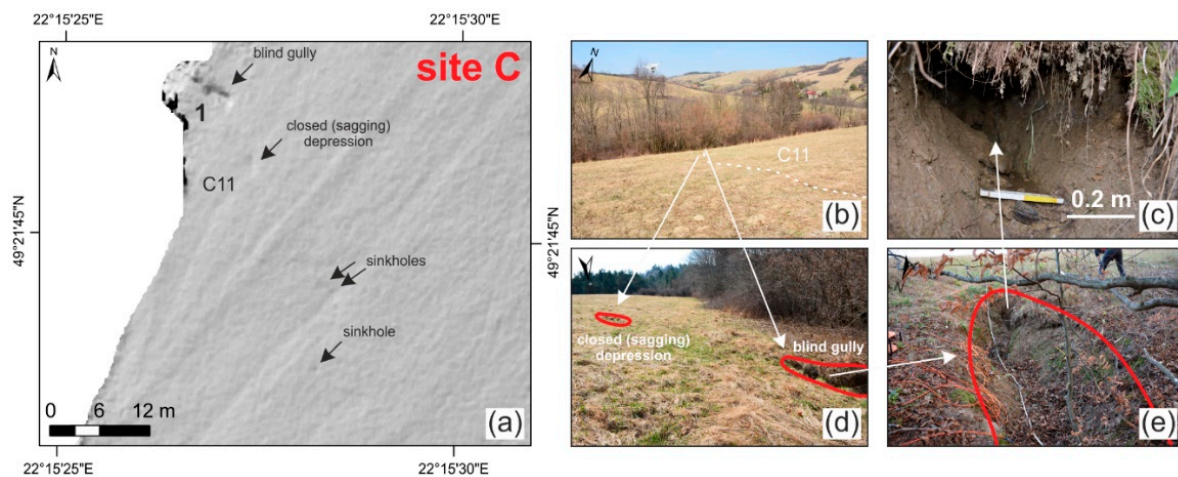 22°15'25"E
22°15'30"E
N
site C
blind gully
1
closed (sagging)
depression
C11
49°21'45"N
49°21'45"N
sinkholes
sinkhole
0 6 12 m
(a)
22°15'25"E
22°15'30"E
N
C11
(b)
0.2 m
(c)
closed (sagging)
depression
blind gully
(d)
(e)